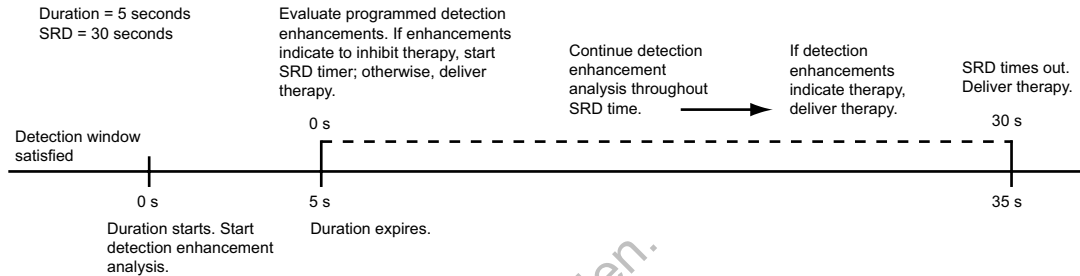 Duration = 5 seconds
SRD = 30 seconds
Evaluate programmed detection
enhancements. If enhancements
indicate to inhibit therapy, start
SRD timer; otherwise, deliver
therapy.
Continue detection
enhancement
analysis throughout
SRD time.
If detection
enhancements
indicate therapy,
deliver therapy.
SRD times out.
Deliver therapy.
0 s
30 s
Detection window
satisfied
0 s
5 s
35 s
Duration starts. Start
detection enhancement
analysis.
Duration expires.